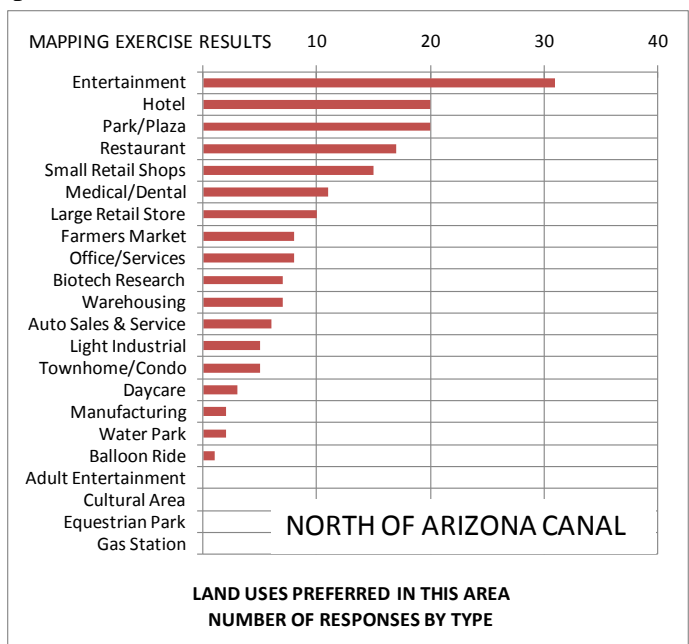 MAPPING EXERCISE RESULTS 10 20 30 40
Entertainment
Hotel
Park/Plaza
Restaurant
Small Retail Shops
Medical/Dental
Large Retail Store
Farmers Market
Office/Services
Biotech Research
Warehousing
Auto Sales & Service
Light Industrial
Townhome/Condo
Daycare
Manufacturing
Water Park
Balloon Ride
Adult Entertainment
Cultural Area
Equestrian Park
Gas Station
NORTH OF ARIZONA CANAL
LAND USES PREFERRED IN THIS AREA
NUMBER OF RESPONSES BY TYPE